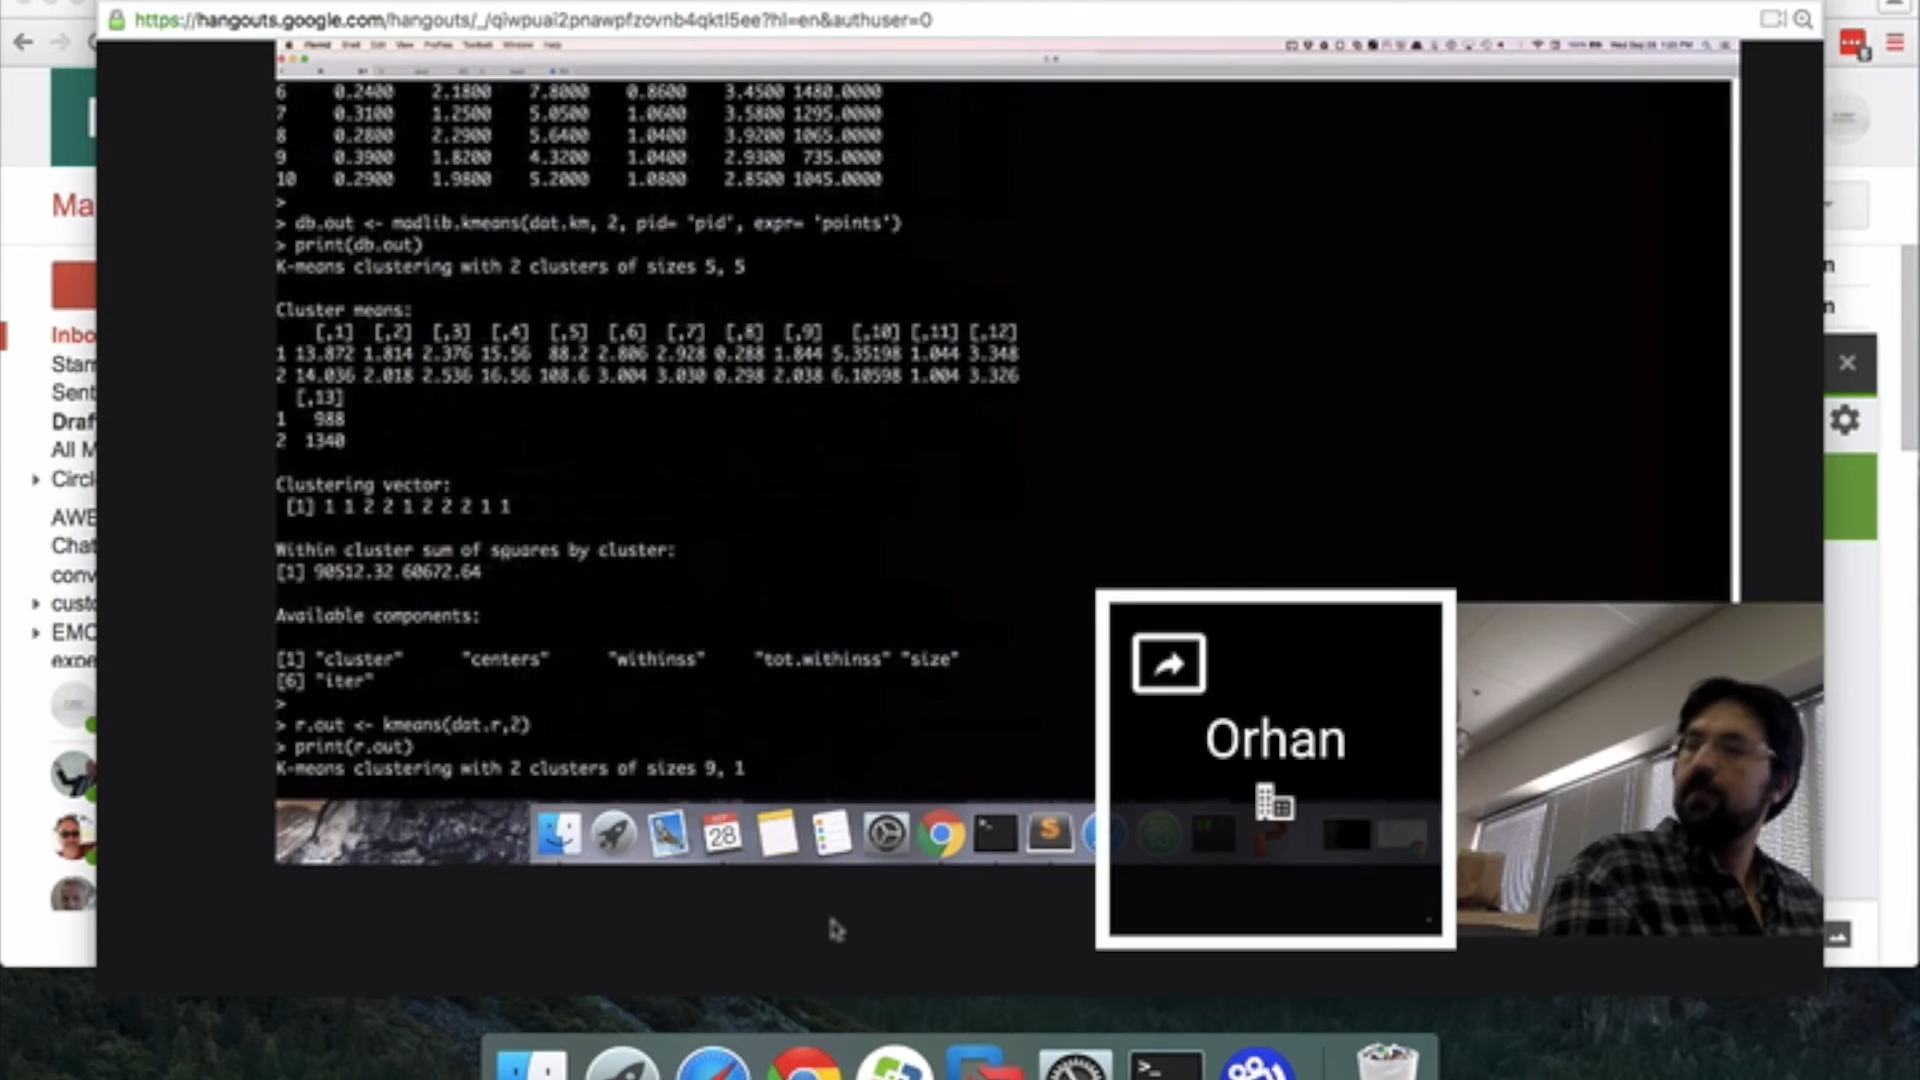 https://hangouts.google.com/hangouts/_/qiwpuai2pnawpfzovnb4qktl5ee?hl=en&authuser=0
Shell Edit View Profiles Toolbelt Window Help
6 0.2400 2.1800 7.8000 0.8600 3.4500 1480.0000
7 0.3100 1.2500 5.0500 1.0600 3.5800 1295.0000
8 0.2800 2.2900 5.6400 1.0400 3.9200 1065.0000
9 0.3900 1.8200 4.3200 1.0400 2.9300 735.0000
10 0.2900 1.9800 5.2000 1.0800 2.8500 1045.0000
>
> db.out <- madlib.kmeans(dat.km, 2, pid= 'pid', expr= 'points')
> print(db.out)
K-means clustering with 2 clusters of sizes 5, 5
Cluster means:
[,1] [,2] [,3] [,4] [,5] [,6] [,7] [,8] [,9] [,10] [,11] [,12]
1 13.872 1.814 2.376 15.56 88.2 2.806 2.928 0.288 1.844 5.35198 1.044 3.348
2 14.036 2.018 2.536 16.56 108.6 3.004 3.030 0.298 2.038 6.10598 1.004 3.326
[,13]
1 988
2 1340
Clustering vector:
[1] 1 1 2 2 1 2 2 2 1 1
Within cluster sum of squares by cluster:
[1] 90512.32 60672.64
Available components:
[1] "cluster" "centers" "withinss" "tot.withinss" "size"
[6] "iter"
>
> r.out <- kmeans(dat.r,2)
> print(r.out)
K-means clustering with 2 clusters of sizes 9, 1
Ma
Inbo
Starr
Sent
Draf
All M
Circl
AWE
Chat
conv
custo
EMC
expe
Orhan
28